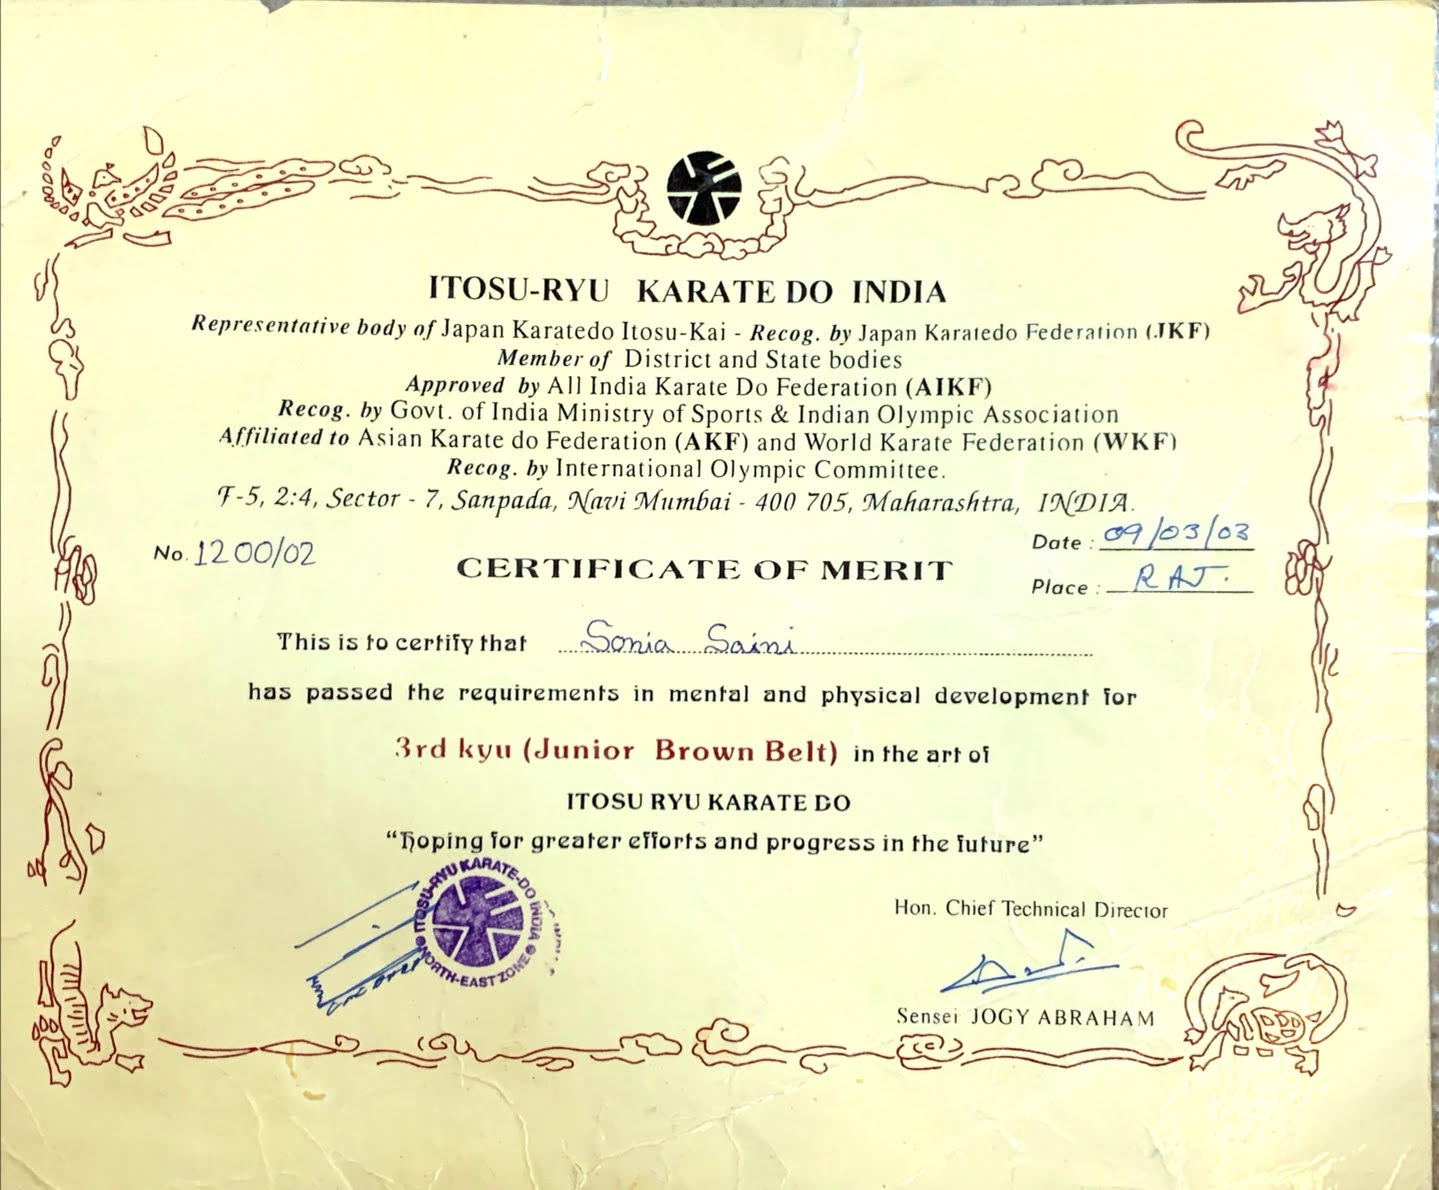 ITOSU-RYU KARATE DO INDIA
Representative body of Japan Karatedo Itosu-Kai - Recog. by Japan Karatedo Federation (JKF)
Member of District and State bodies
Approved by All India Karate Do Federation (AIKF)
Recog. by Govt. of India Ministry of Sports & Indian Olympic Association
Affiliated to Asian Karate do Federation (AKF) and World Karate Federation (WKF)
Recog. by International Olympic Committee.
F-5, 2:4, Sector - 7, Sanpada, Navi Mumbai - 400 705, Maharashtra, INDIA.
Date : 09/03/03
No. 1200/02
CERTIFICATE OF MERIT
Place : RAJ.
This is to certify that Sonia Saini
has passed the requirements in mental and physical development for
3rd kyu (Junior Brown Belt) in the art of
ITOSU RYU KARATE DO
“Hoping for greater efforts and progress in the future”
ITOSU-RYU KARATE-DO INDIA
NORTH-EAST ZONE
Hon. Chief Technical Director
Sensei JOGY ABRAHAM